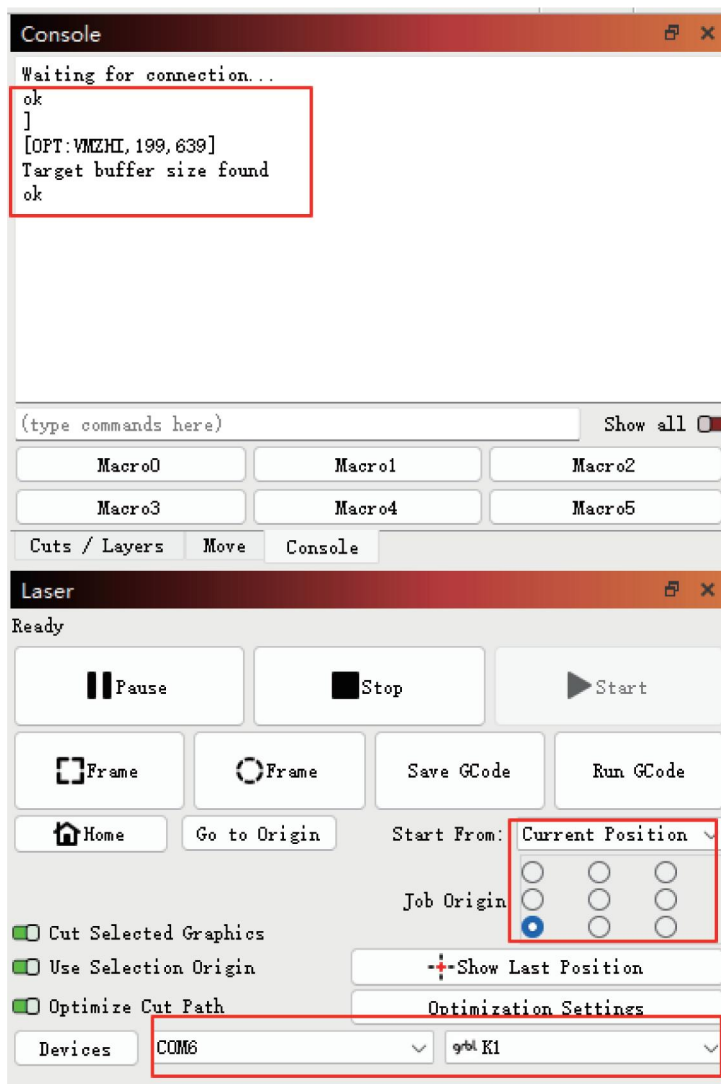 Console
Waiting for connection...
ok
]
[OPT:VMZHI,199,639]
Target buffer size found
ok
(type commands here) Show all
Macro0 Macro1 Macro2
Macro3 Macro4 Macro5
Cuts / Layers Move Console
Laser
Ready
Pause Stop Start
Frame Frame Save GCode Run GCode
Home Go to Origin Start From: Current Position
Job Origin
Cut Selected Graphics
Use Selection Origin Show Last Position
Optimize Cut Path Optimization Settings
Devices COM6 grbl K1